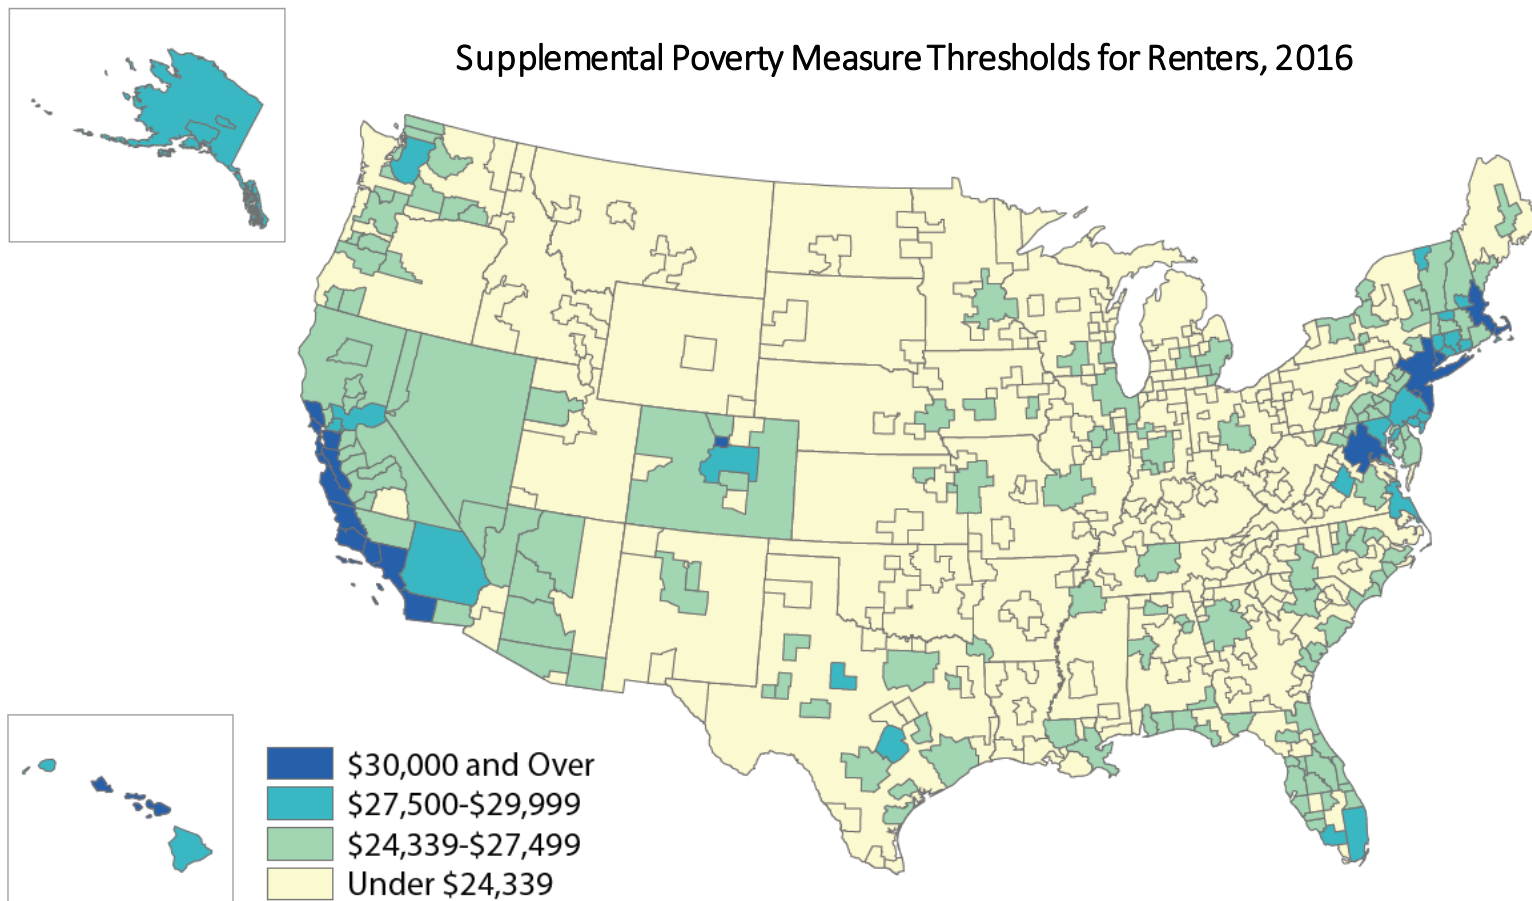 Supplemental Poverty Measure Thresholds for Renters, 2016
$30,000 and Over
$27,500-$29,999
$24,339-$27,499
Under $24,339